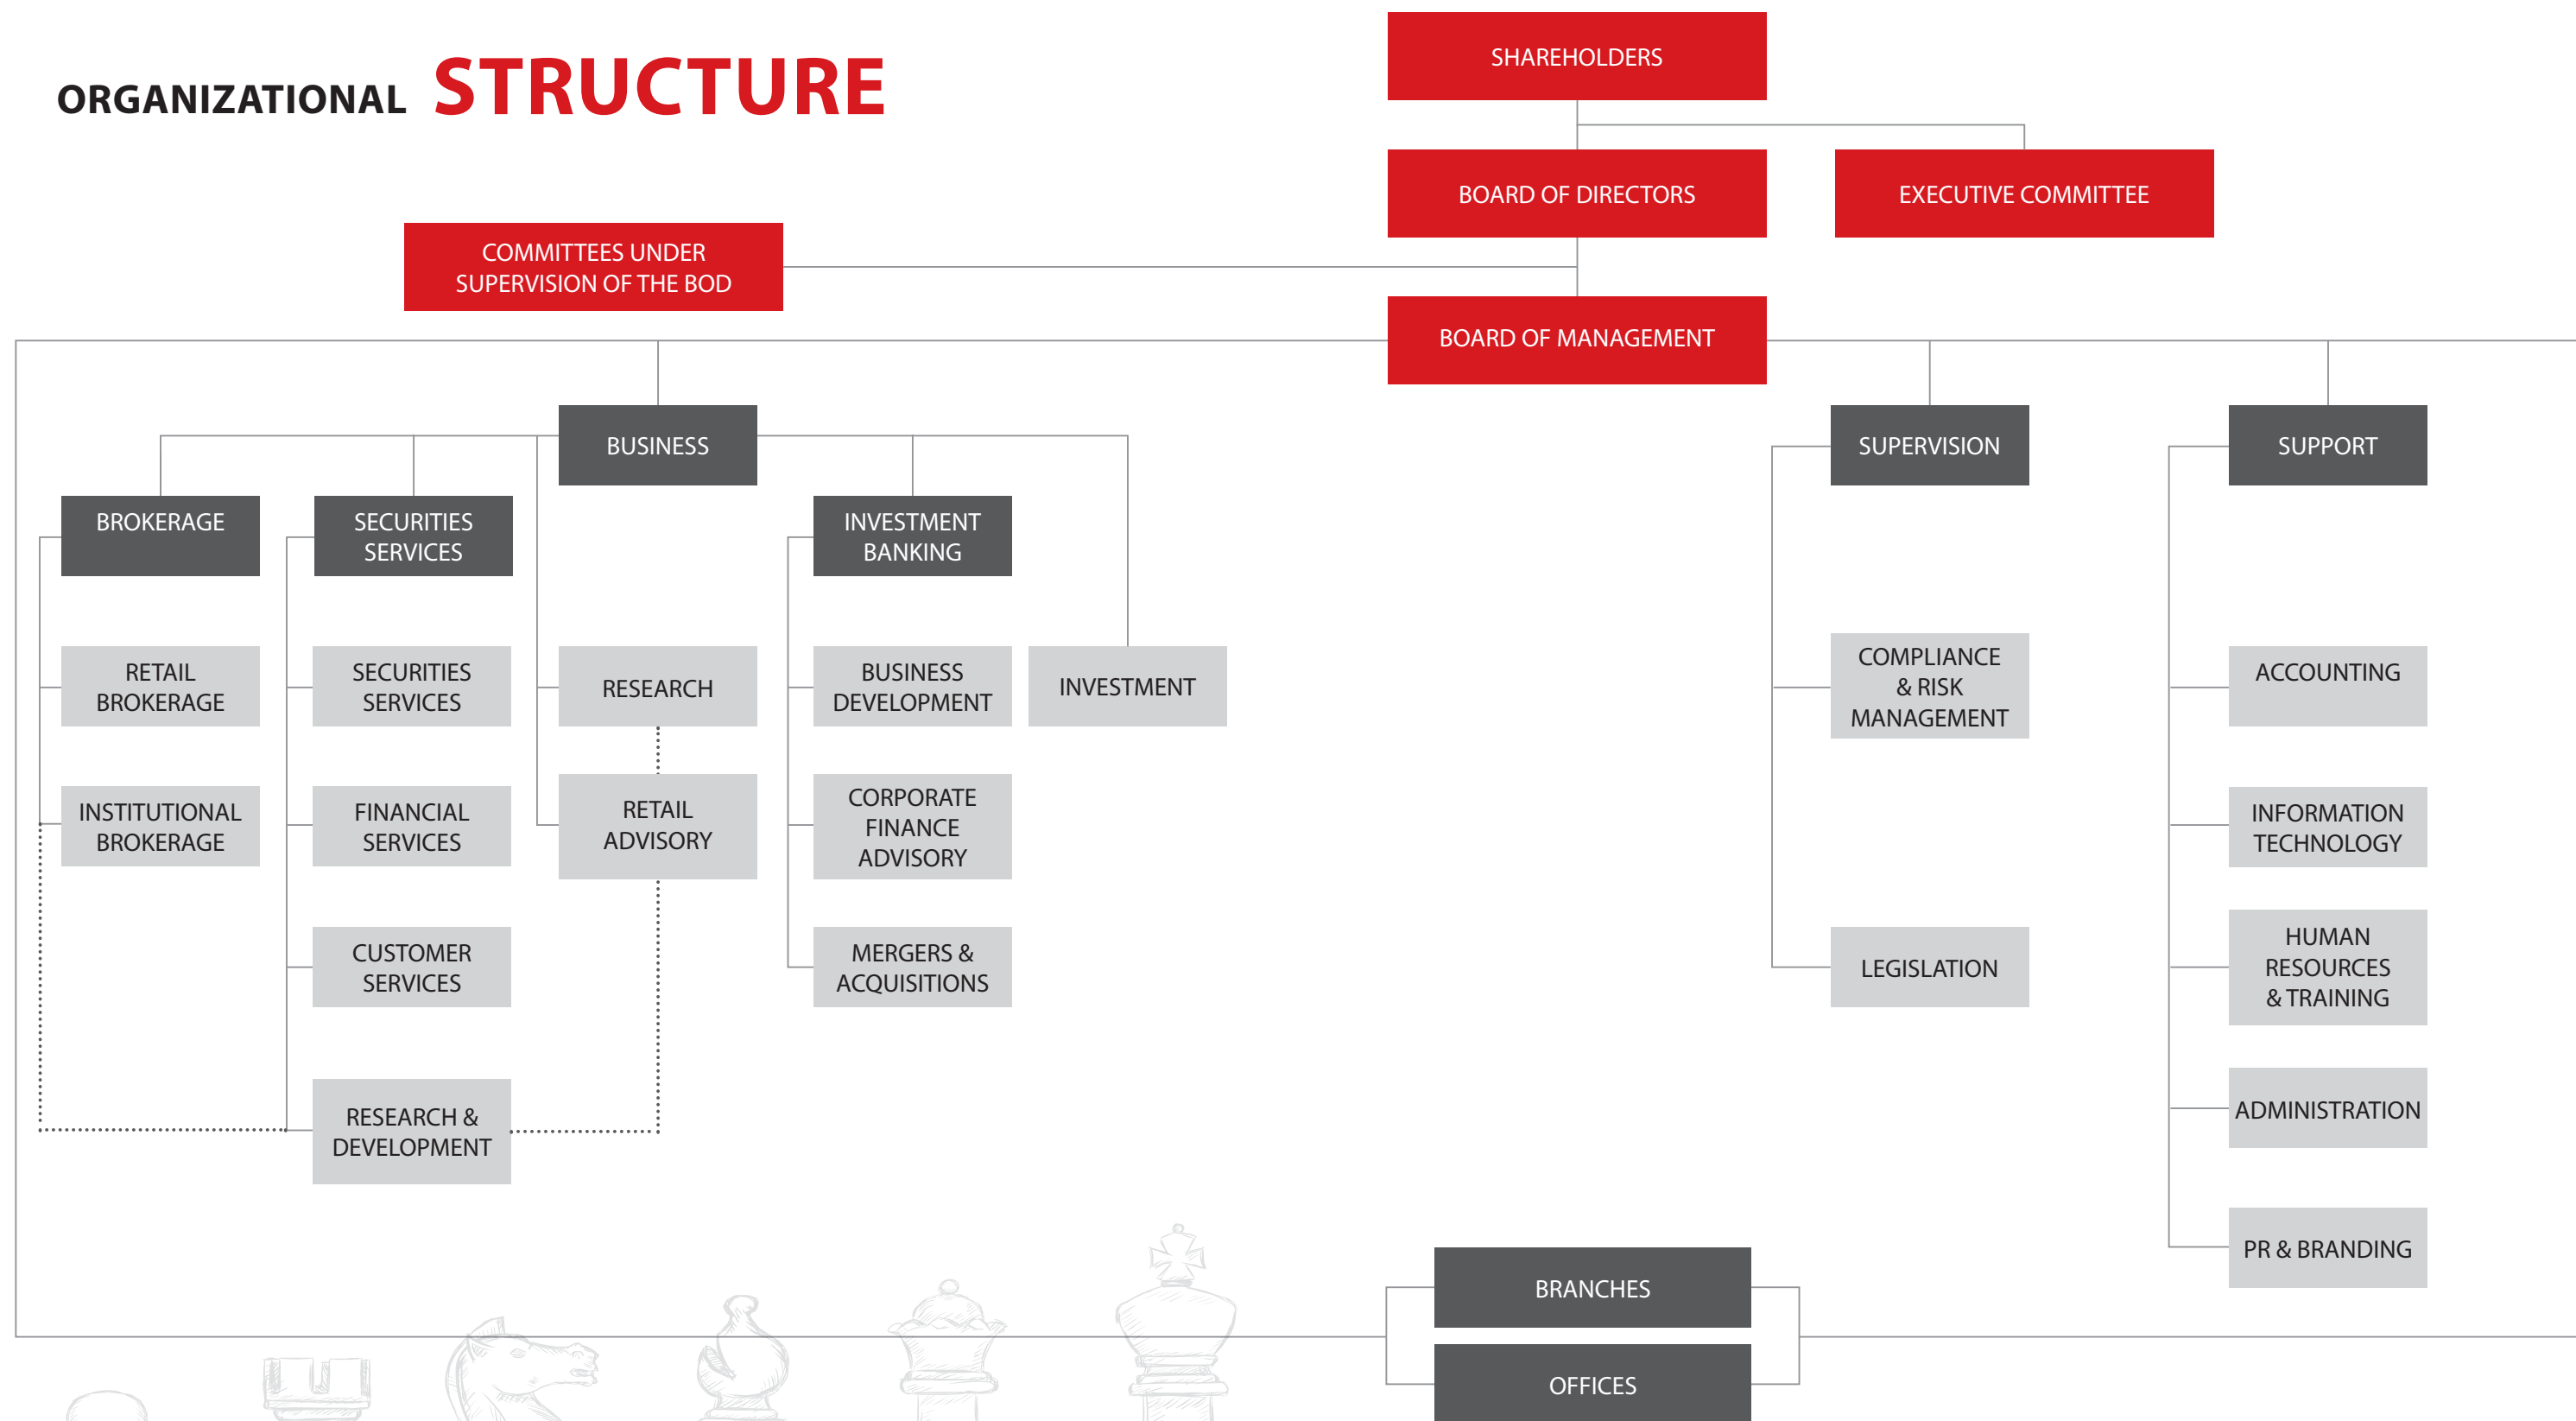 ORGANIZATIONAL STRUCTURE
SHAREHOLDERS
BOARD OF DIRECTORS
EXECUTIVE COMMITTEE
COMMITTEES UNDER
SUPERVISION OF THE BOD
BOARD OF MANAGEMENT
BUSINESS
SUPERVISION
SUPPORT
BROKERAGE
SECURITIES
SERVICES
INVESTMENT
BANKING
RETAIL
BROKERAGE
SECURITIES
SERVICES
RESEARCH
BUSINESS
DEVELOPMENT
INVESTMENT
COMPLIANCE
& RISK
MANAGEMENT
ACCOUNTING
INSTITUTIONAL
BROKERAGE
FINANCIAL
SERVICES
RETAIL
ADVISORY
CORPORATE
FINANCE
ADVISORY
INFORMATION
TECHNOLOGY
CUSTOMER
SERVICES
MERGERS &
ACQUISITIONS
LEGISLATION
HUMAN
RESOURCES
& TRAINING
RESEARCH &
DEVELOPMENT
ADMINISTRATION
PR & BRANDING
BRANCHES
OFFICES